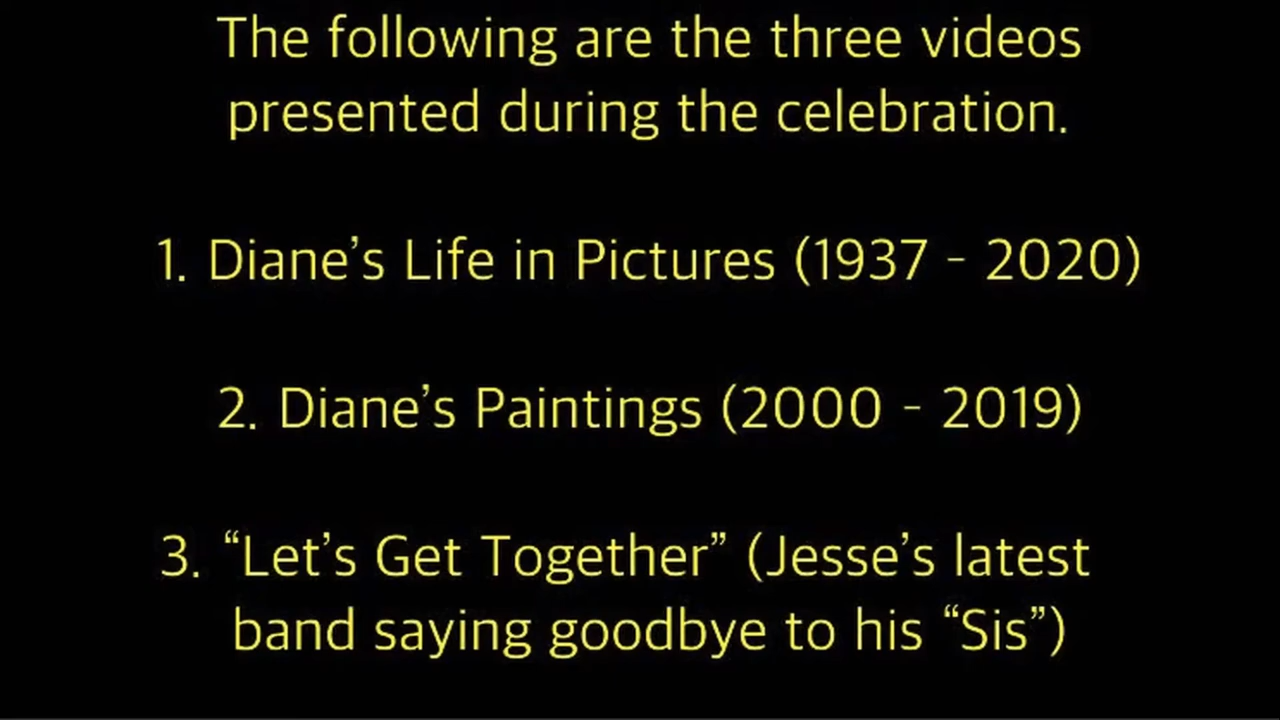 The following are the three videos
presented during the celebration.
1. Diane’s Life in Pictures (1937 - 2020)
2. Diane’s Paintings (2000 - 2019)
3. “Let’s Get Together” (Jesse’s latest
band saying goodbye to his “Sis”)